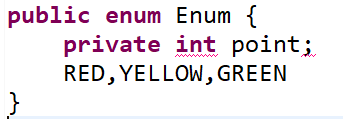 public enum Enum {
    private int point;
    RED,YELLOW,GREEN
}